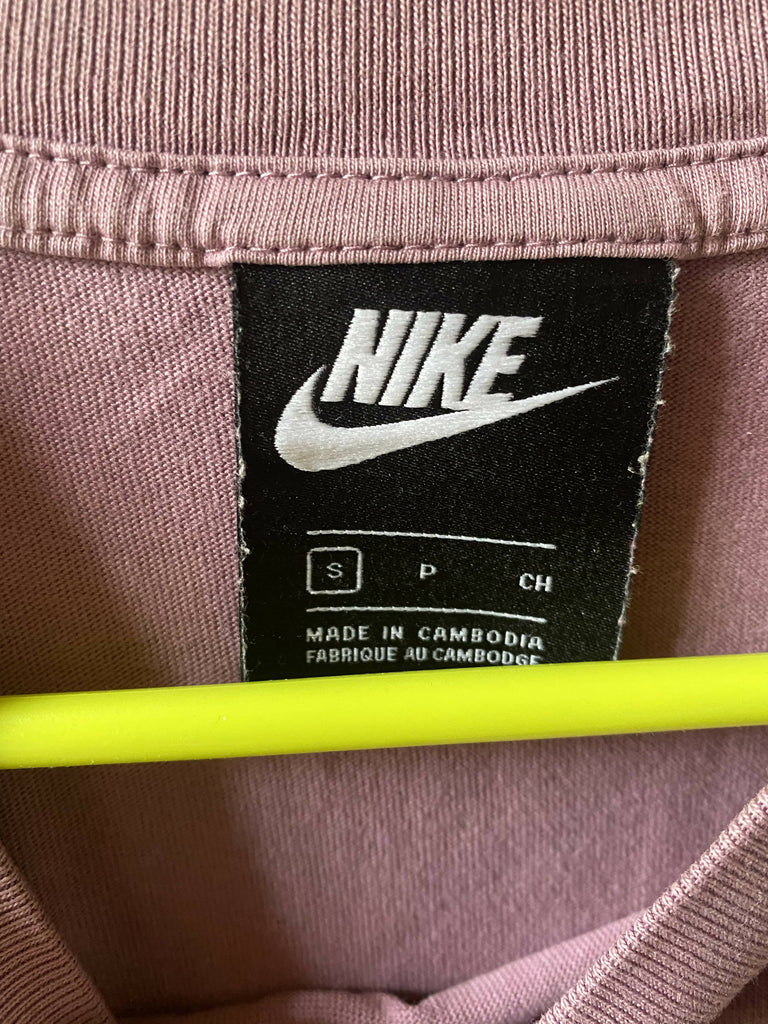 NIKE
S P CH
MADE IN CAMBODIA
FABRIQUE AU CAMBODGE